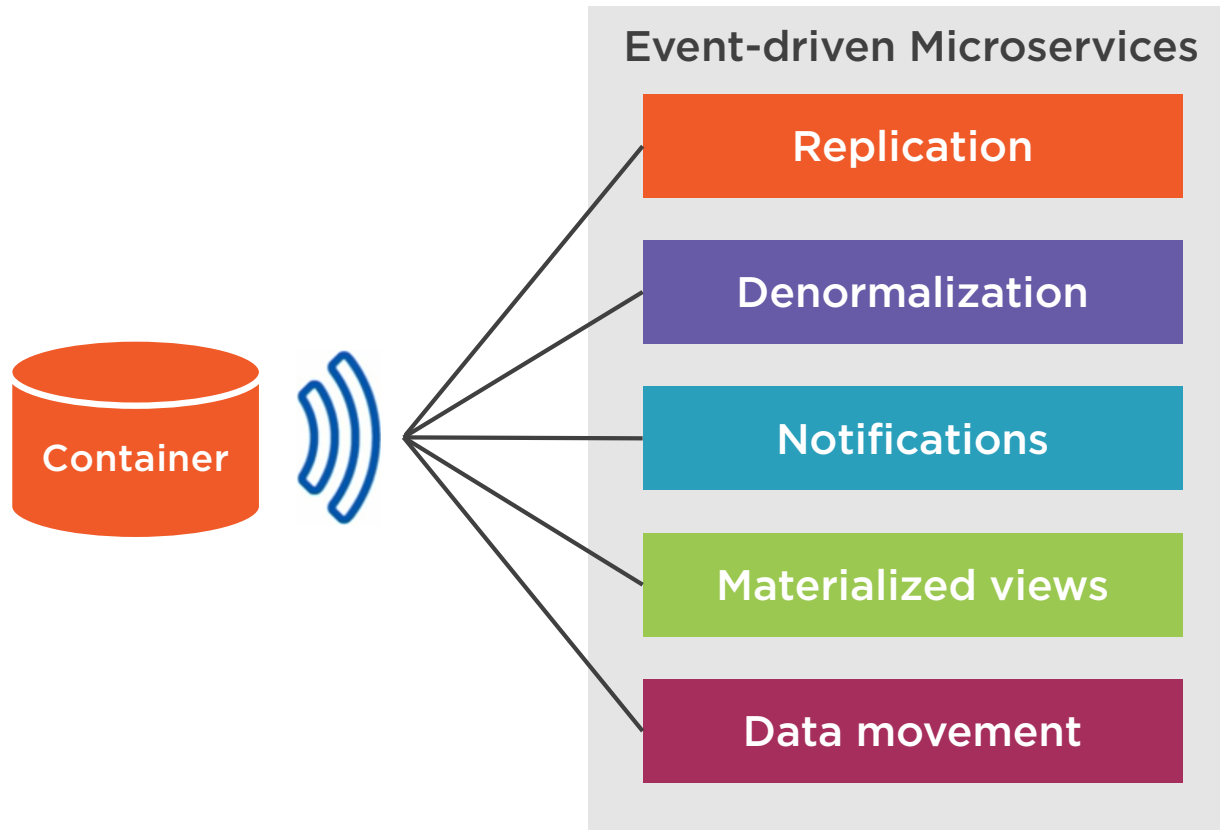 Event-driven Microservices
Replication
Denormalization
Notifications
Container
Materialized views
Data movement